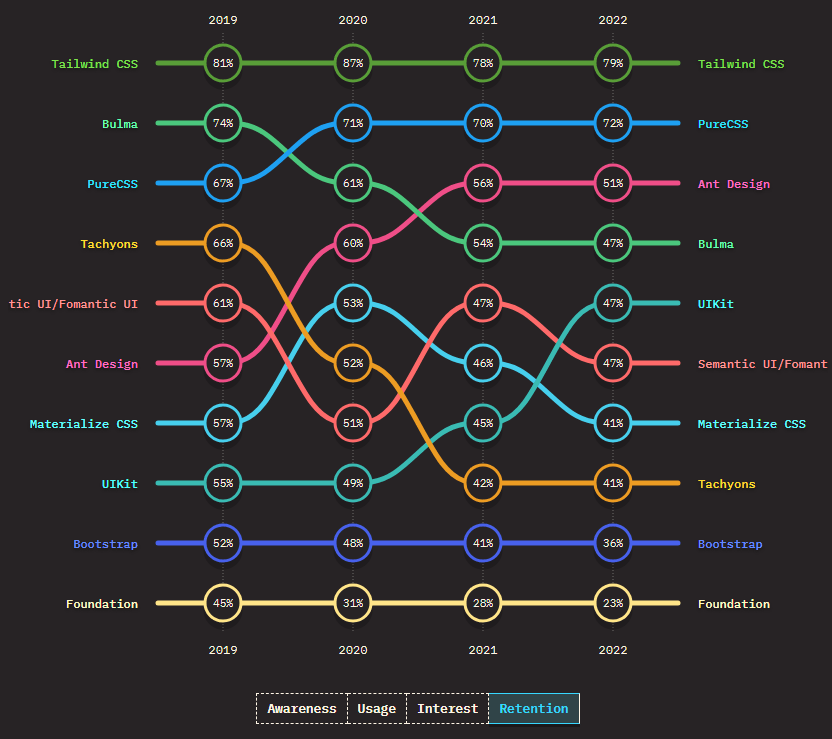 2019 2020 2021 2022
Tailwind CSS 81% 87% 78% 79% Tailwind CSS
Bulma 74% 71% 70% 72% PureCSS
PureCSS 67% 61% 56% 51% Ant Design
Tachyons 66% 60% 54% 47% Bulma
tic UI/Fomantic UI 61% 53% 47% 47% UIKit
Ant Design 57% 52% 46% 47% Semantic UI/Fomant
Materialize CSS 57% 51% 45% 41% Materialize CSS
UIKit 55% 49% 42% 41% Tachyons
Bootstrap 52% 48% 41% 36% Bootstrap
Foundation 45% 31% 28% 23% Foundation
2019 2020 2021 2022
Awareness Usage Interest Retention